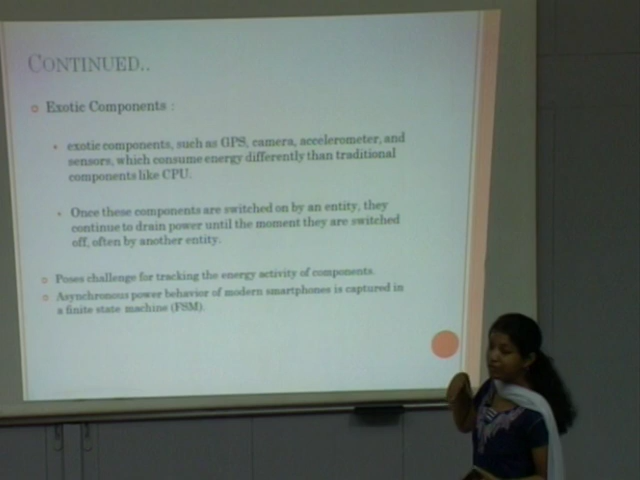 CONTINUED..
Exotic Components :
exotic components, such as GPS, camera, accelerometer, and
sensors, which consume energy differently than traditional
components like CPU.
Once these components are switched on by an entity, they
continue to drain power until the moment they are switched
off, often by another entity.
Poses challenge for tracking the energy activity of components.
Asynchronous power behavior of modern smartphones is captured in
a finite state machine (FSM).